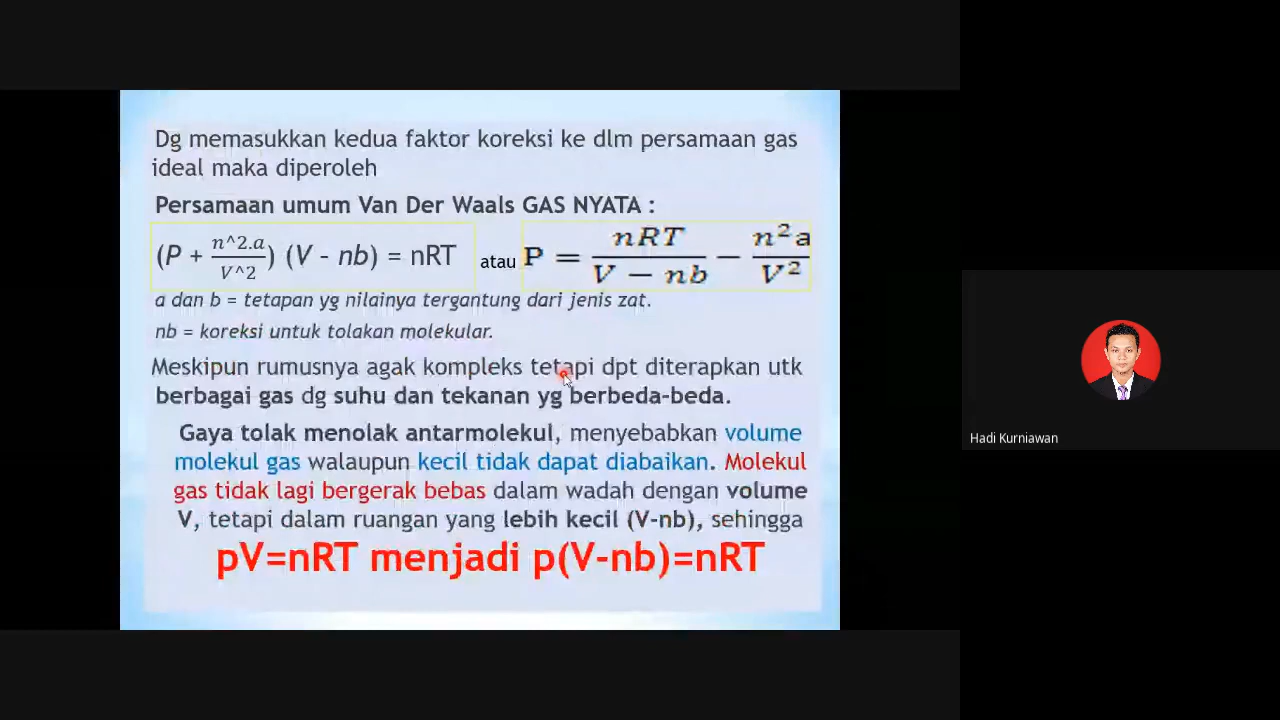 Dg memasukkan kedua faktor koreksi ke dlm persamaan gas
ideal maka diperoleh
Persamaan umum Van Der Waals GAS NYATA :
(P + n^2.a/V^2) (V - nb) = nRT atau P = nRT/V − nb − n²a/V²
a dan b = tetapan yg nilainya tergantung dari jenis zat.
nb = koreksi untuk tolakan molekular.
Meskipun rumusnya agak kompleks tetapi dpt diterapkan utk
berbagai gas dg suhu dan tekanan yg berbeda-beda.
Gaya tolak menolak antarmolekul, menyebabkan volume
molekul gas walaupun kecil tidak dapat diabaikan. Molekul
gas tidak lagi bergerak bebas dalam wadah dengan volume
V, tetapi dalam ruangan yang lebih kecil (V-nb), sehingga
pV=nRT menjadi p(V-nb)=nRT
Hadi Kurniawan